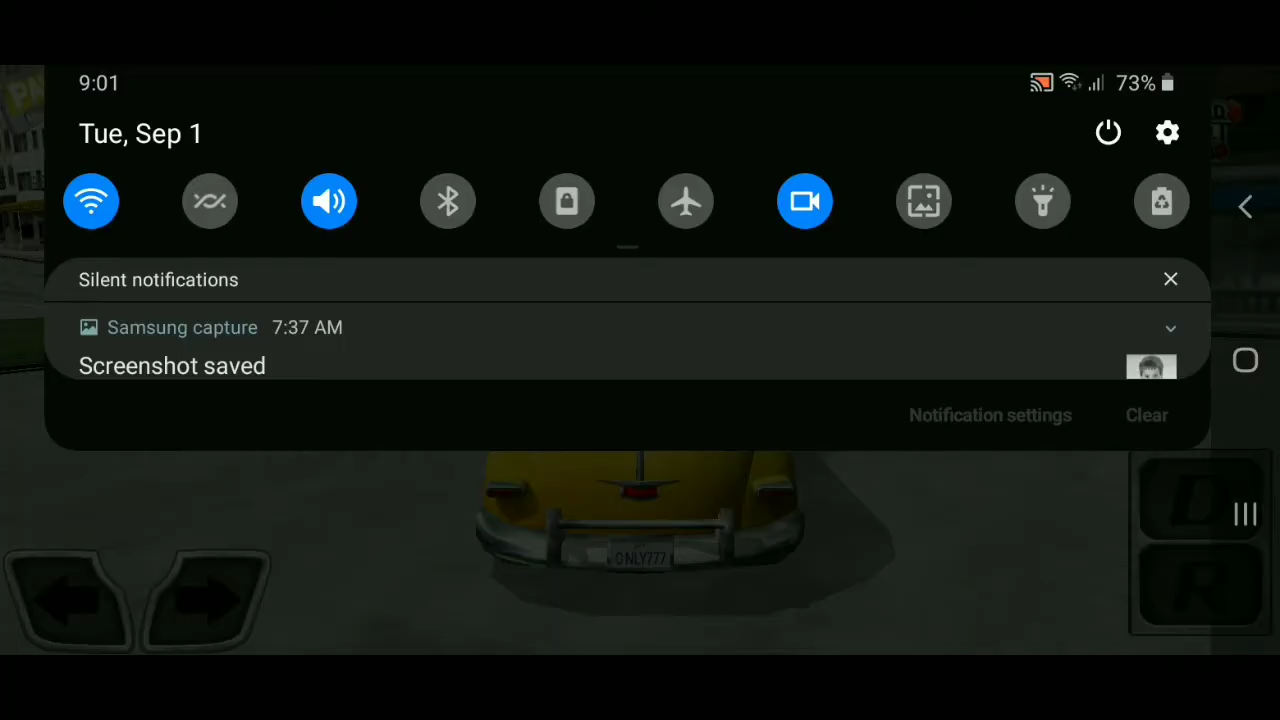 9:01
73%
Tue, Sep 1
Silent notifications
Samsung capture 7:37 AM
Screenshot saved
Notification settings
Clear
ONLY777
D
R